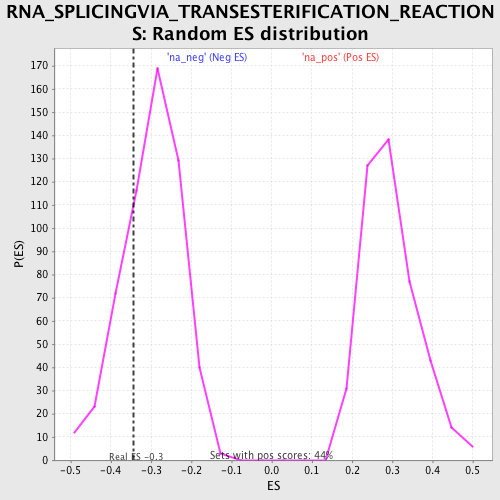 RNA_SPLICINGVIA_TRANSESTERIFICATION_REACTION
S: Random ES distribution
'na_neg' (Neg ES) 'na_pos' (Pos ES)
170
160
150
140
130
120
110
100
90
80
70
60
50
40
30
20
10
0
P(ES)
Real ES -0.3 Sets with pos scores: 44%
-0.5 -0.4 -0.3 -0.2 -0.1 0.0 0.1 0.2 0.3 0.4 0.5
ES